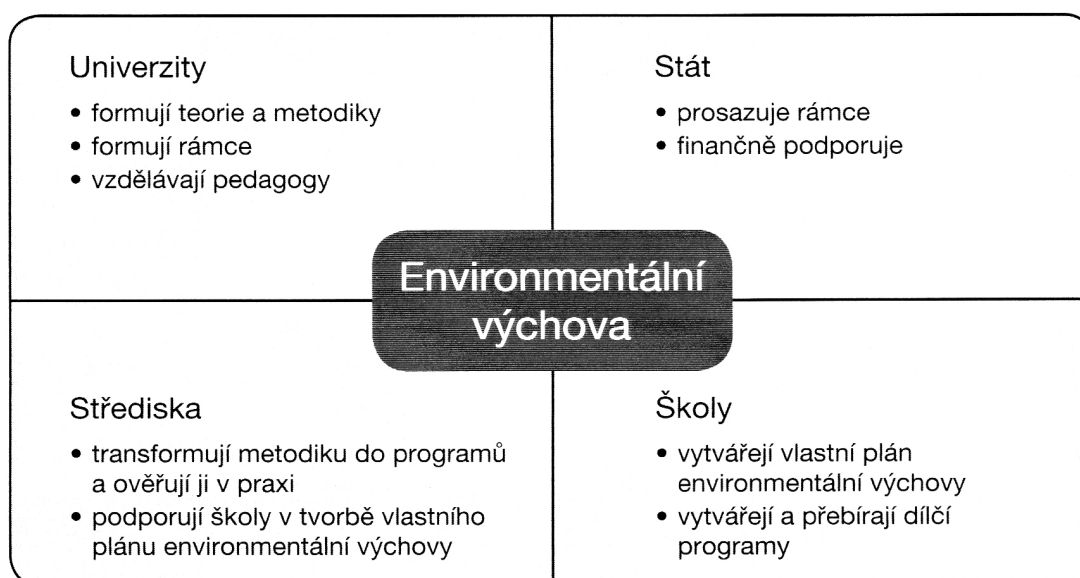 Univerzity
• formují teorie a metodiky
• formují rámce
• vzdělávají pedagogy
Stát
• prosazuje rámce
• finančně podporuje
Environmentální
výchova
Střediska
• transformují metodiku do programů
a ověřují ji v praxi
• podporují školy v tvorbě vlastního
plánu environmentální výchovy
Školy
• vytvářejí vlastní plán
environmentální výchovy
• vytvářejí a přebírají dílčí
programy